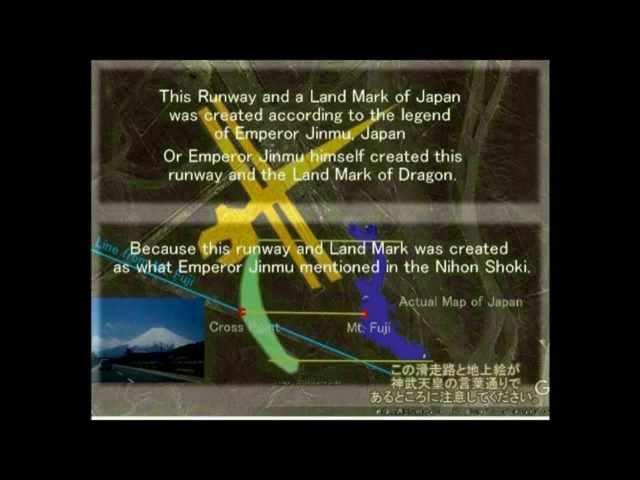 This Runway and a Land Mark of Japan
was created according to the legend
of Emperor Jinmu, Japan
Or Emperor Jinmu himself created this
runway and the Land Mark of Dragon.
Because this runway and Land Mark was created
as what Emperor Jinmu mentioned in the Nihon Shoki.
Line from Mt. Fuji
Actual Map of Japan
Cross Point
Mt. Fuji
この滑走路と地上絵が
神武天皇の言葉通りで
あるところに注意してください。
G